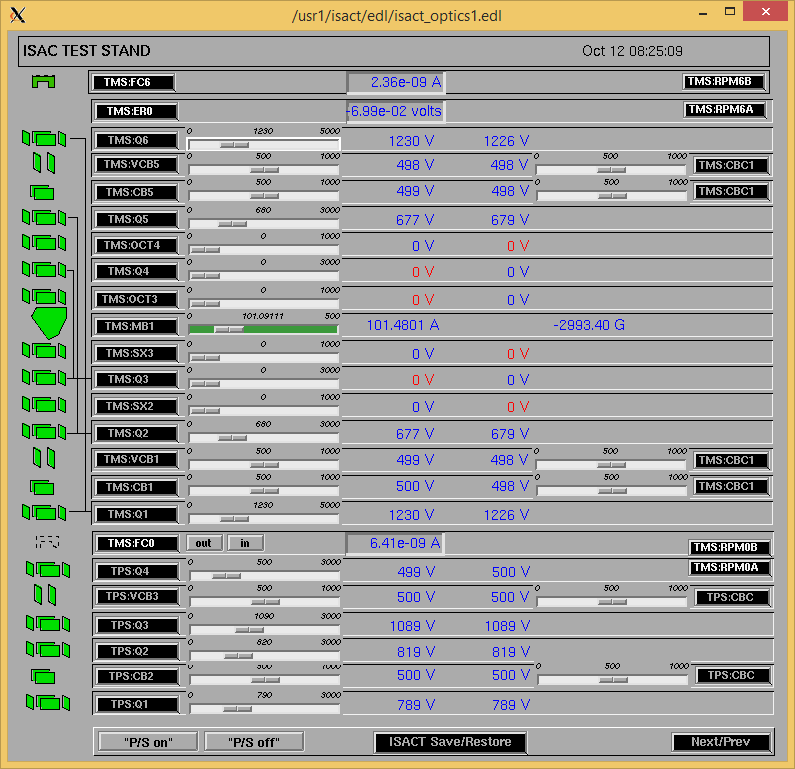 /usr1/isact/edl/isact_optics1.edl
ISAC TEST STAND Oct 12 08:25:09
TMS:FC6 2.36e-09 A TMS:RPM6B
TMS:ER0 -6.99e-02 volts TMS:RPM6A
0 1230 5000
TMS:Q6 1230 V 1226 V
0 500 1000 0 500 1000
TMS:VCB5 498 V 498 V TMS:CBC1
0 500 1000 0 500 1000
TMS:CB5 499 V 498 V TMS:CBC1
0 680 3000
TMS:Q5 677 V 679 V
0 0 1000
TMS:OCT4 0 V 0 V
0 0 3000
TMS:Q4 0 V 0 V
0 0 1000
TMS:OCT3 0 V 0 V
0 101.09111 500
TMS:MB1 101.4801 A -2993.40 G
0 0 1000
TMS:SX3 0 V 0 V
0 0 3000
TMS:Q3 0 V 0 V
0 0 1000
TMS:SX2 0 V 0 V
0 680 3000
TMS:Q2 677 V 679 V
0 500 1000 0 500 1000
TMS:VCB1 499 V 498 V TMS:CBC1
0 500 1000 0 500 1000
TMS:CB1 500 V 498 V TMS:CBC1
0 1230 5000
TMS:Q1 1230 V 1226 V
TMS:FC0 out in 6.41e-09 A TMS:RPM0B
0 500 3000 TMS:RPM0A
TPS:Q4 499 V 500 V
0 500 1000 0 500 1000
TPS:VCB3 500 V 500 V TPS:CBC
0 1090 3000
TPS:Q3 1089 V 1089 V
0 820 3000
TPS:Q2 819 V 819 V
0 500 1000 0 500 1000
TPS:CB2 500 V 500 V TPS:CBC
0 790 3000
TPS:Q1 789 V 789 V
"P/S on" "P/S off" ISACT Save/Restore Next/Prev